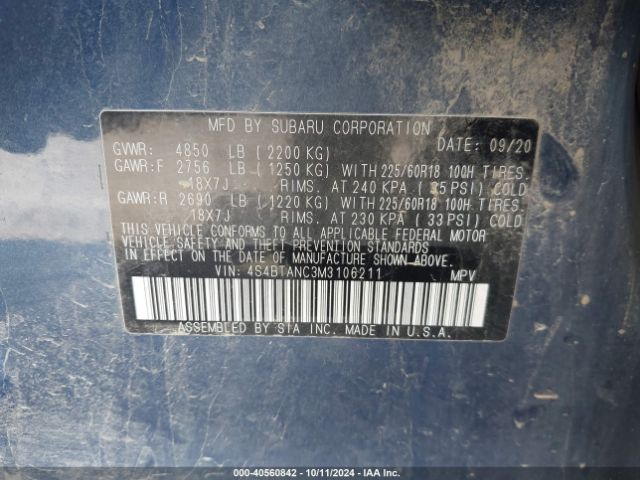 MFD BY SUBARU CORPORATION DATE: 09/20
GVWR: 4850 LB ( 2200 KG)
GAWR:F 2756 LB ( 1250 KG) WITH 225/60R18 100H TIRES.
18X7J RIMS. AT 240 KPA ( 35 PSI) COLD
GAWR:R 2690 LB ( 1220 KG) WITH 225/60R18 100H. TIRES.
18X7J RIMS. AT 230 KPA ( 33 PSI) COLD
THIS VEHICLE CONFORMS TO ALL APPLICABLE FEDERAL MOTOR
VEHICLE SAFETY AND THEFT PREVENTION STANDARDS IN
EFFECT ON THE DATE OF MANUFACTURE SHOWN ABOVE.
VIN: 4S4BTANC3M3106211 MPV
ASSEMBLED BY SIA INC. MADE IN U.S.A.
000-40560842 - 10/11/2024 - IAA Inc.